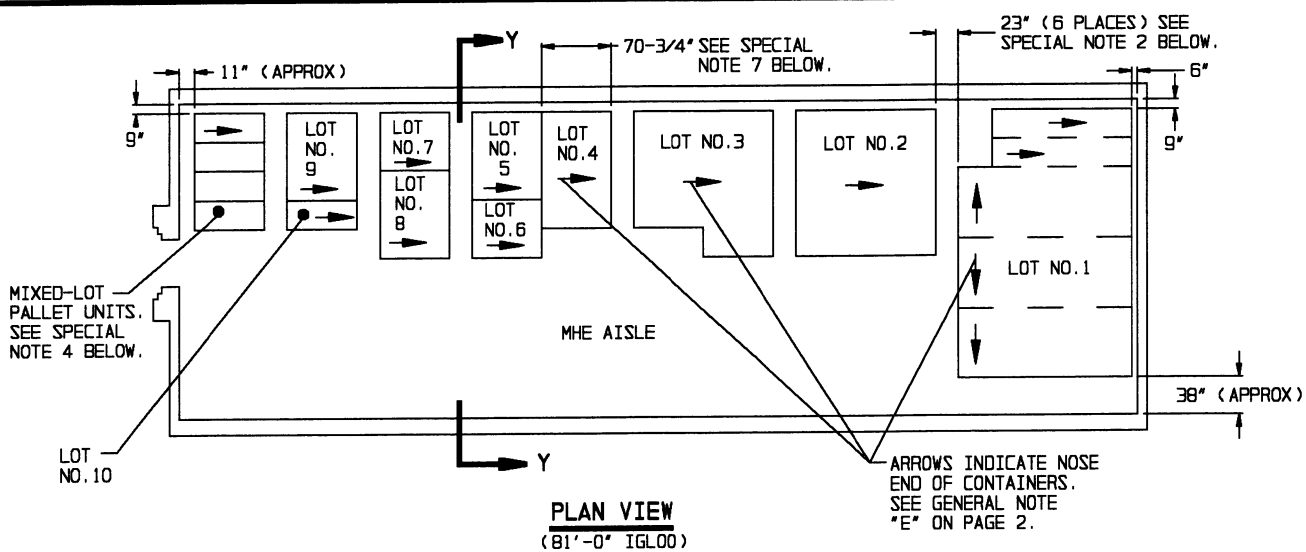 23" (6 PLACES) SEE
SPECIAL NOTE 2 BELOW.
Y
70-3/4" SEE SPECIAL
NOTE 7 BELOW.
11" (APPROX)
6"
9"
9"
LOT
NO.
9
LOT
NO.7
LOT
NO.
8
LOT
NO.
5
LOT
NO.6
LOT
NO.4
LOT NO.3
LOT NO.2
LOT NO.1
MIXED-LOT
PALLET UNITS.
SEE SPECIAL
NOTE 4 BELOW.
MHE AISLE
38" (APPROX)
LOT
NO.10
Y
ARROWS INDICATE NOSE
END OF CONTAINERS.
SEE GENERAL NOTE
"E" ON PAGE 2.
PLAN VIEW
(81'-0" IGLOO)